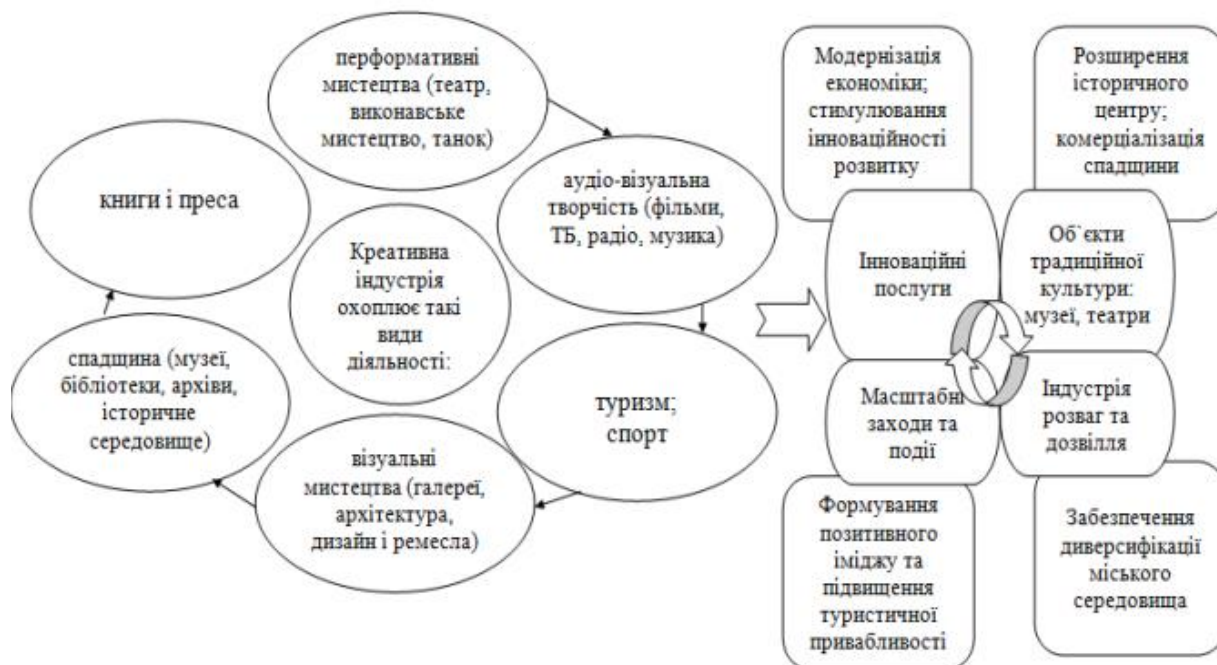 перформативні
мистецтва (театр,
виконавське
мистецтво, танок)
книги і преса
аудіо-візуальна
творчість (фільми,
ТБ, радіо, музика)
Креативна
індустрія
охоплює такі
види
діяльності:
спадщина (музеї,
бібліотеки, архіви,
історичне
середовище)
туризм;
спорт
візуальні
мистецтва (галереї,
архітектура,
дизайн і ремесла)
Модернізація
економіки;
стимулювання
інноваційності
розвитку
Розширення
історичного
центру;
комерціалізація
спадщини
Інноваційні
послуги
Об`єкти
традиційної
культури:
музеї, театри
Масштабні
заходи та
події
Індустрія
розваг та
дозвілля
Формування
позитивного
іміджу та
підвищення
туристичної
привабливості
Забезпечення
диверсифікації
міського
середовища